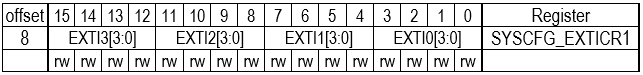 offset 15 14 13 12 11 10 9 8 7 6 5 4 3 2 1 0 Register
8 EXTI3[3:0] EXTI2[3:0] EXTI1[3:0] EXTI0[3:0] SYSCFG_EXTICR1
rw rw rw rw rw rw rw rw rw rw rw rw rw rw rw rw